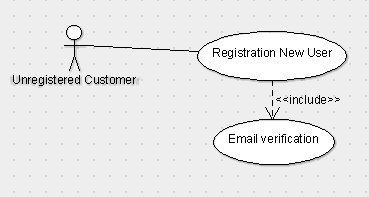 Registration New User
Unregistered Customer
<<include>>
Email verification